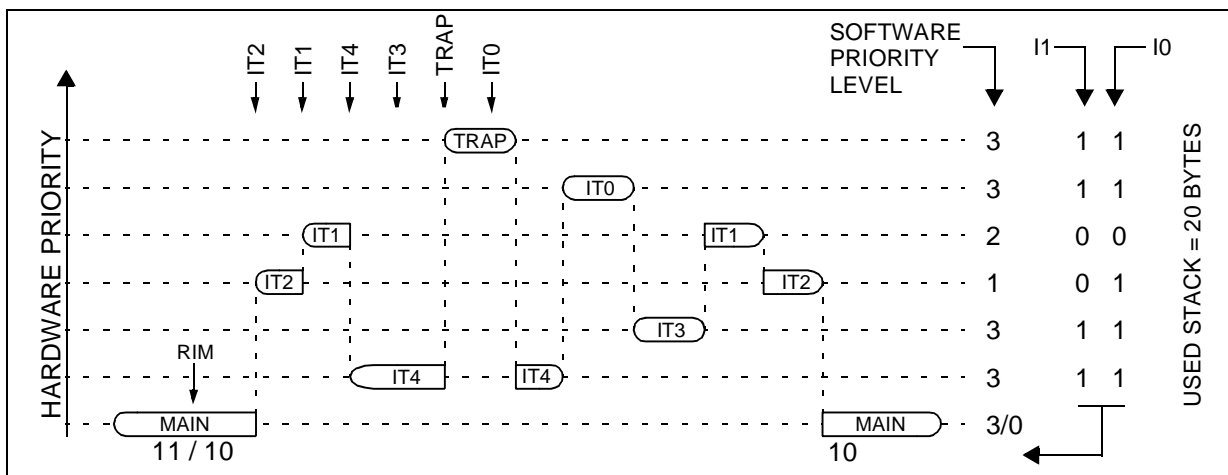 IT2
IT1
IT4
IT3
TRAP
IT0
SOFTWARE
PRIORITY
LEVEL
I1
I0
HARDWARE PRIORITY
USED STACK = 20 BYTES
TRAP
3
1 1
IT0
3
1 1
IT1
IT1
2
0 0
IT2
IT2
1
0 1
IT3
3
1 1
RIM
IT4
IT4
3
1 1
MAIN
MAIN
3/0
11 / 10
10